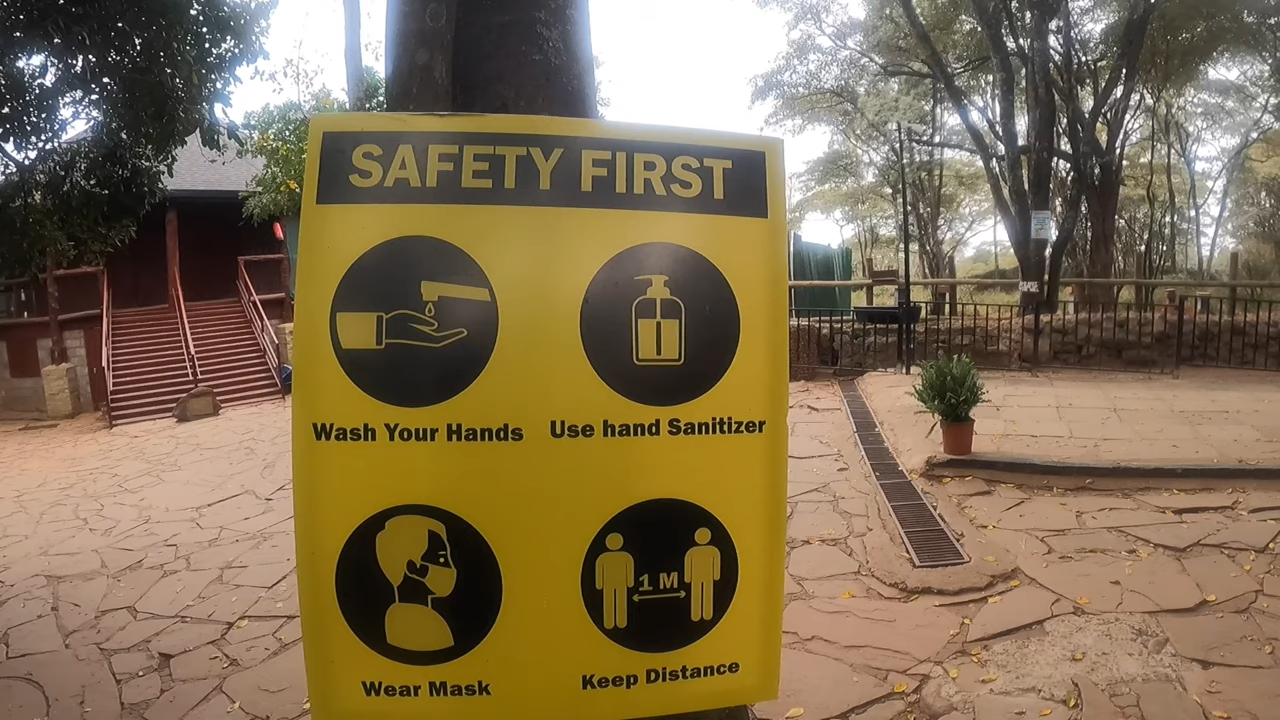 SAFETY FIRST
Wash Your Hands
Use hand Sanitizer
1 M
Wear Mask
Keep Distance